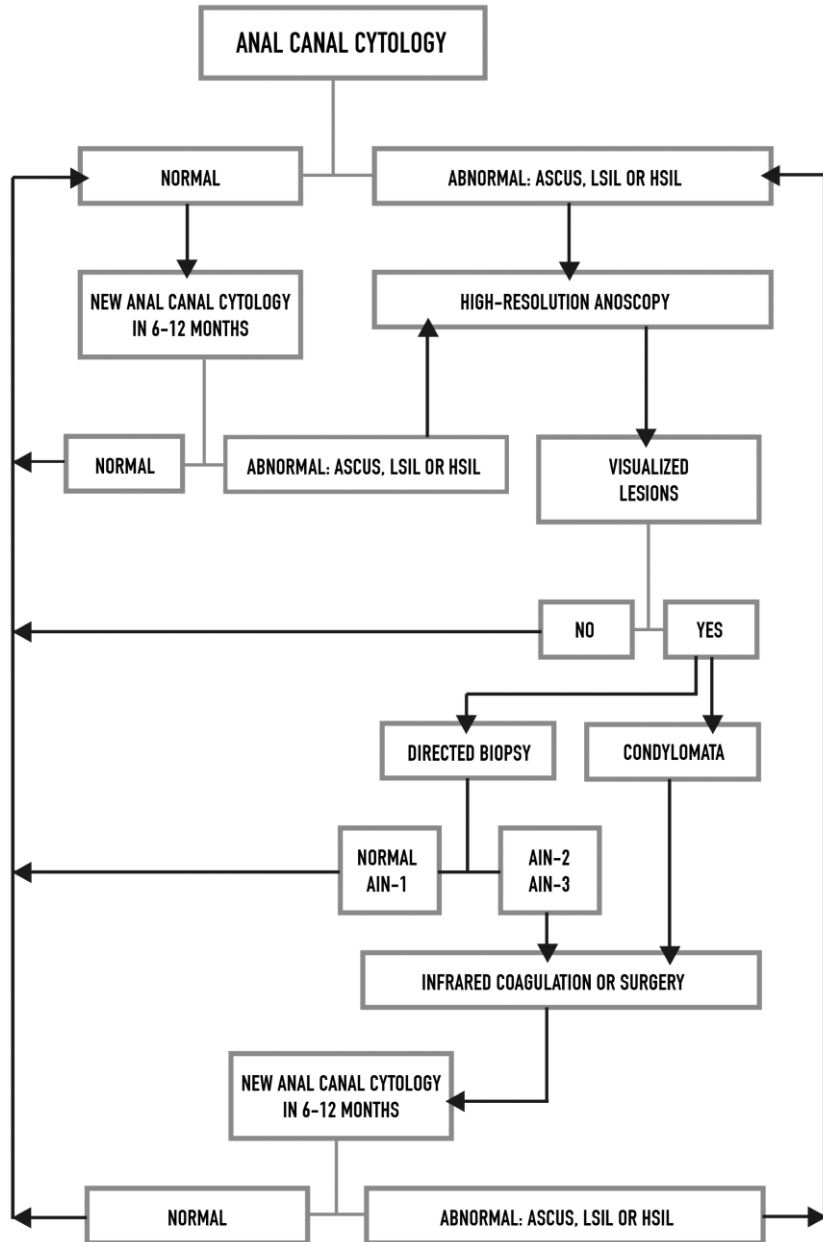 ANAL CANAL CYTOLOGY
NORMAL
ABNORMAL: ASCUS, LSIL OR HSIL
NEW ANAL CANAL CYTOLOGY
IN 6-12 MONTHS
HIGH-RESOLUTION ANOSCOPY
NORMAL
ABNORMAL: ASCUS, LSIL OR HSIL
VISUALIZED
LESIONS
NO
YES
DIRECTED BIOPSY
CONDYLOMATA
NORMAL
AIN-1
AIN-2
AIN-3
INFRARED COAGULATION OR SURGERY
NEW ANAL CANAL CYTOLOGY
IN 6-12 MONTHS
NORMAL
ABNORMAL: ASCUS, LSIL OR HSIL